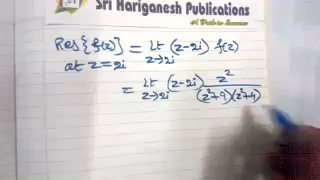 Sri Hariganesh Publications
A Path to Success
Res{f(z)} = Lt (z-2i) f(z)
at z=2i z→2i
= Lt (z-2i) z²/(z²+9)(z²+4)
z→2i